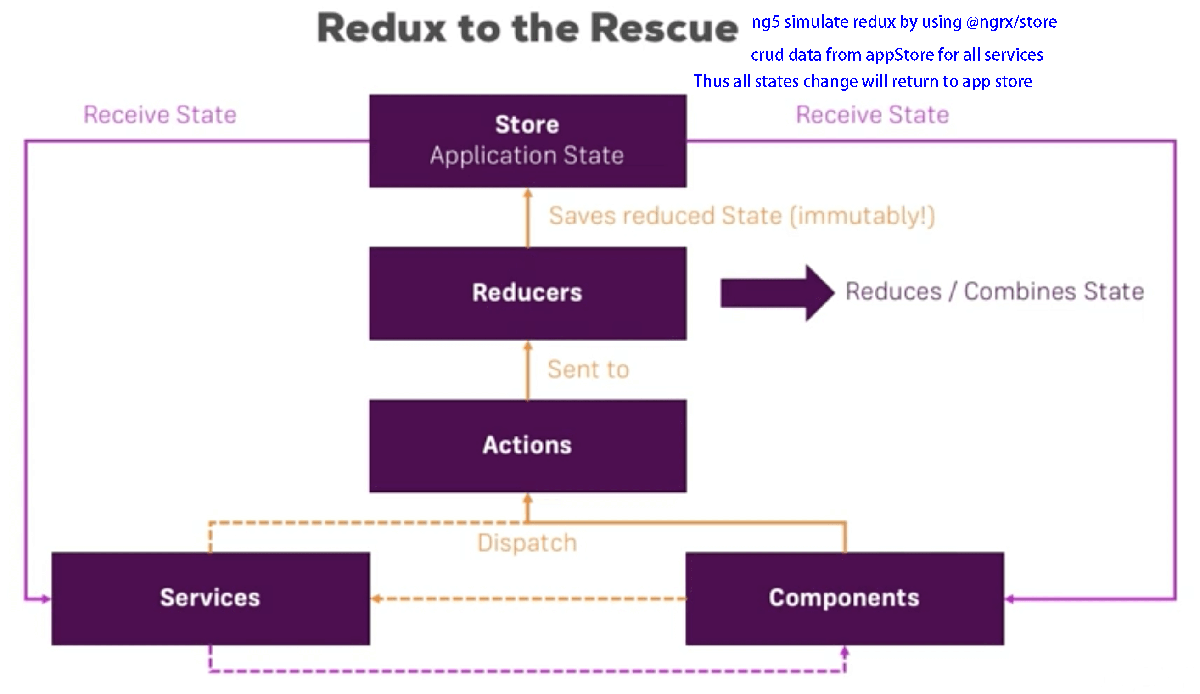 Redux to the Rescue
ng5 simulate redux by using @ngrx/store
crud data from appStore for all services
Thus all states change will return to app store
Receive State
Receive State
Store
Application State
Saves reduced State (immutably!)
Reducers
Reduces / Combines State
Sent to
Actions
Dispatch
Services
Components